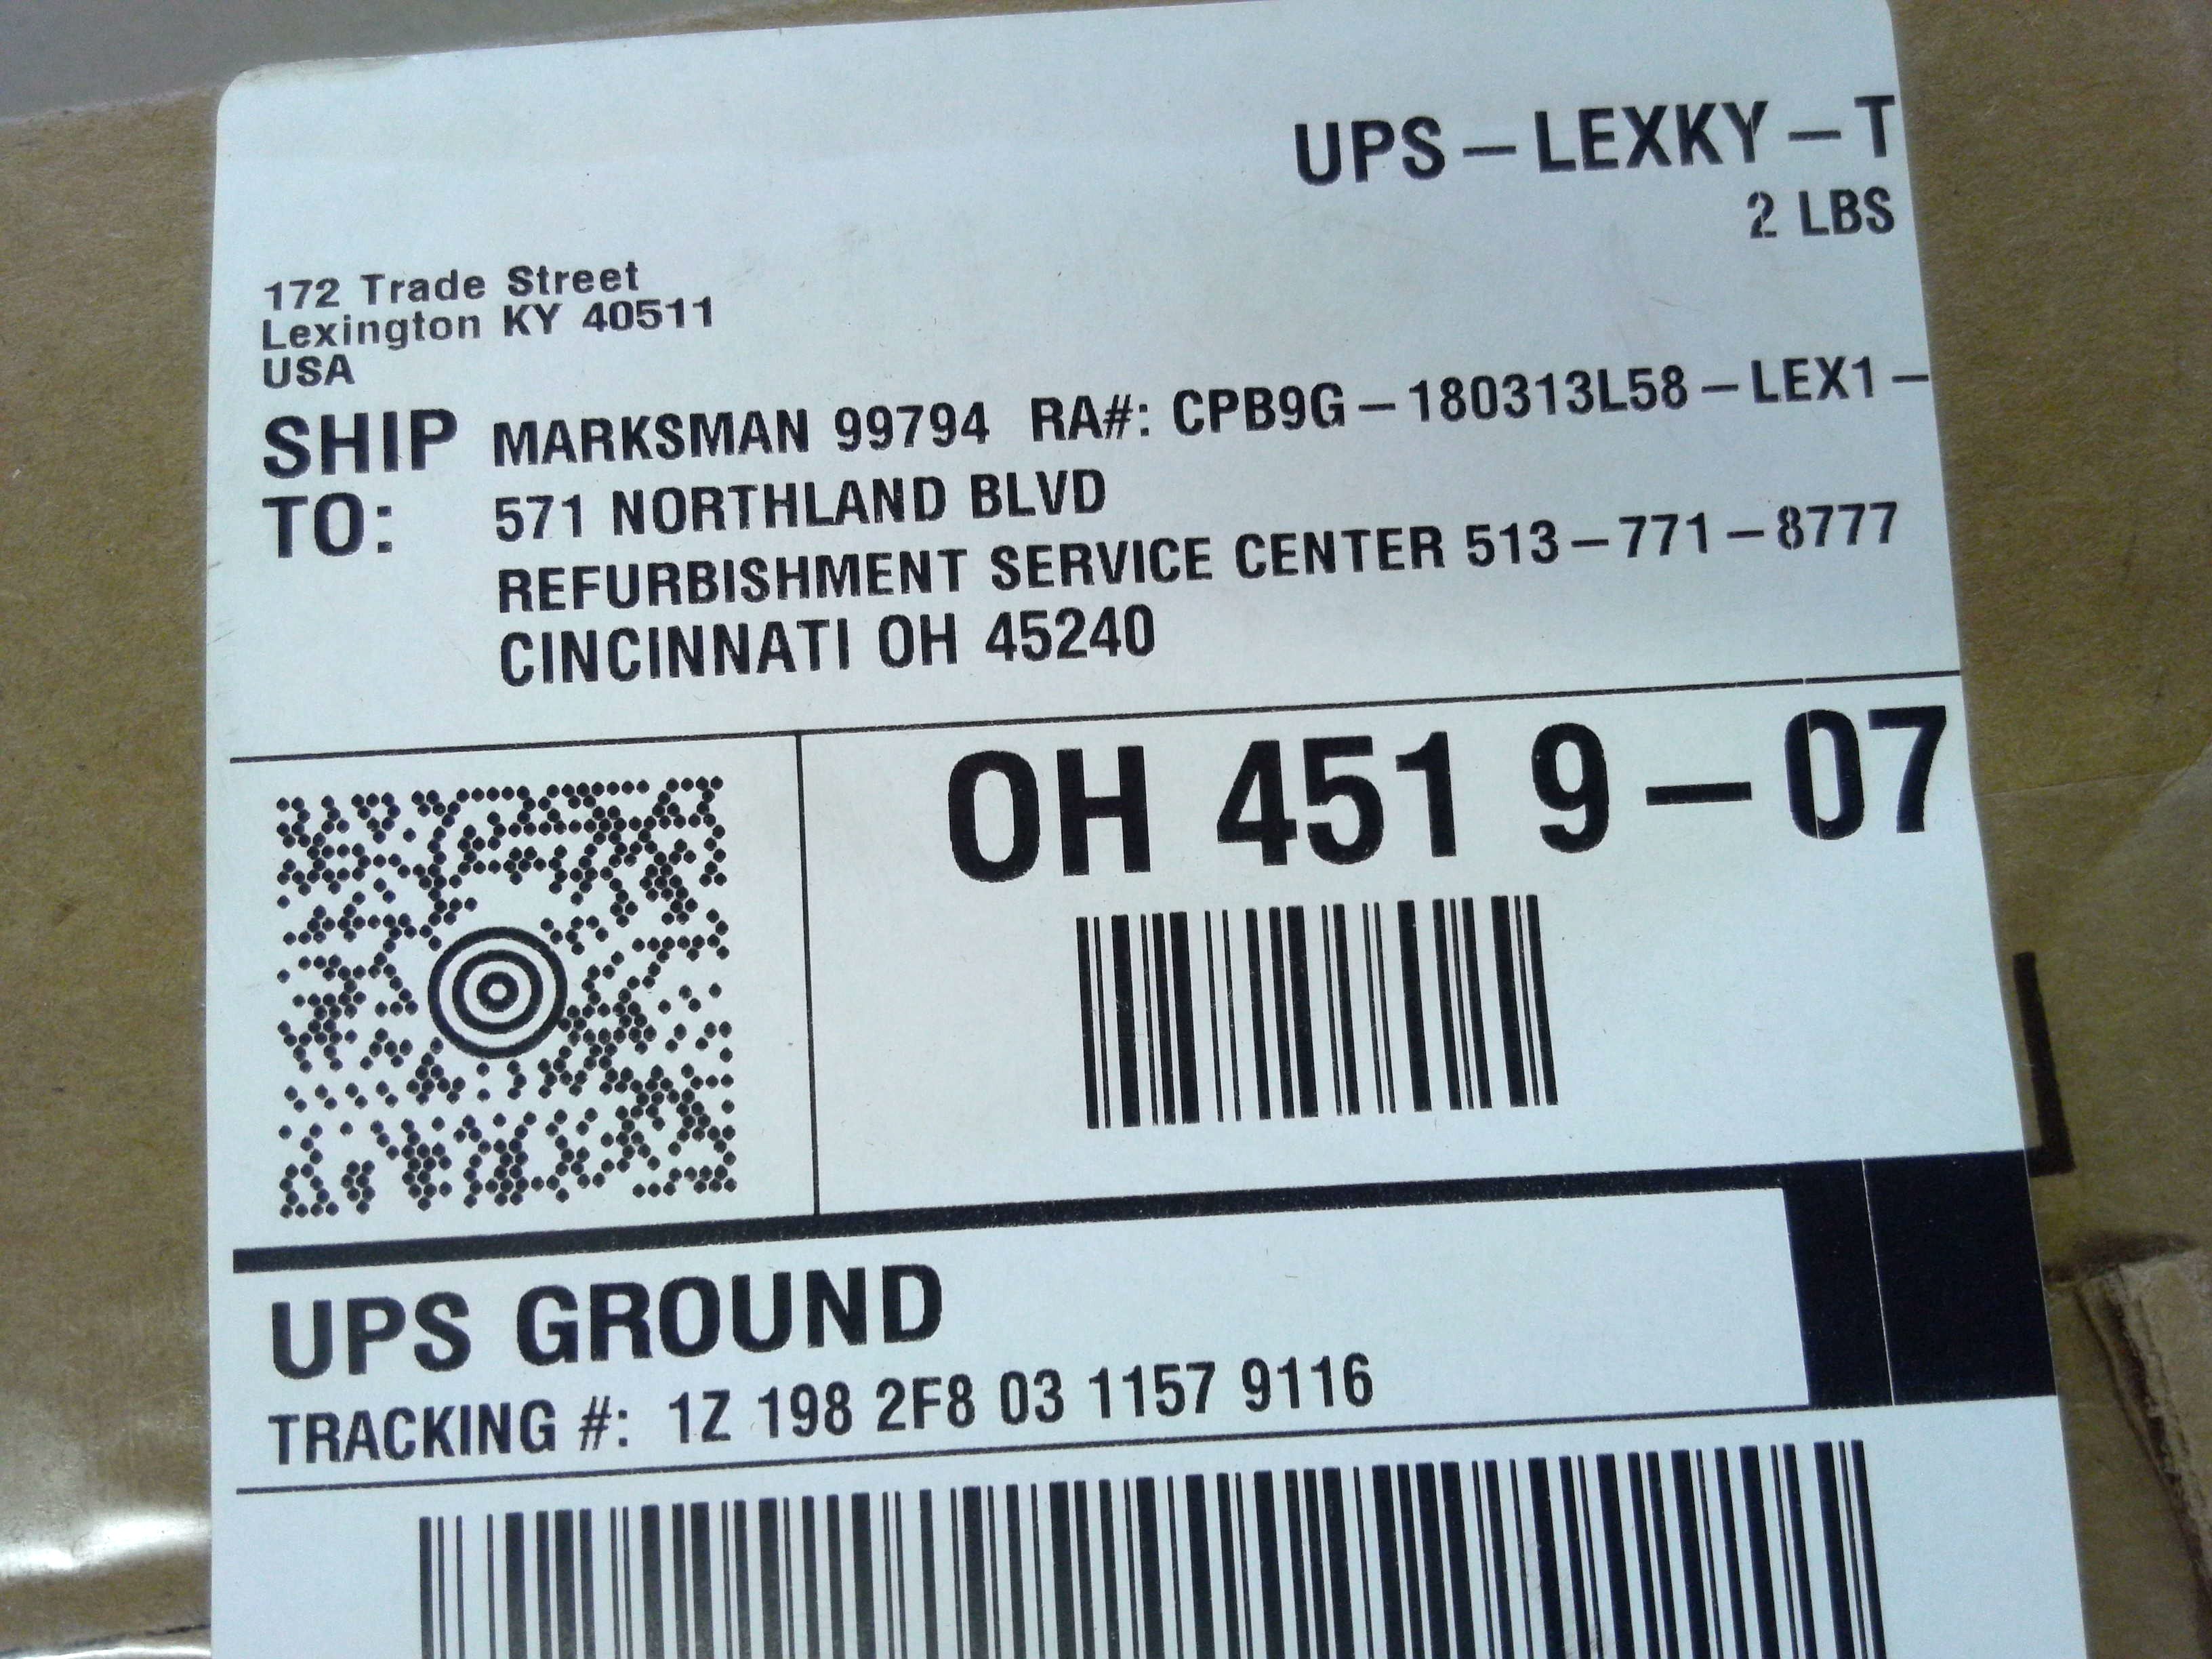 UPS – LEXKY – T
2 LBS
172 Trade Street
Lexington KY 40511
USA
SHIP TO: MARKSMAN 99794 RA#: CPB9G – 180313L58 – LEX1 –
571 NORTHLAND BLVD
REFURBISHMENT SERVICE CENTER 513 – 771 – 8777
CINCINNATI OH 45240
OH 451 9 – 07
UPS GROUND
TRACKING #: 1Z 198 2F8 03 1157 9116